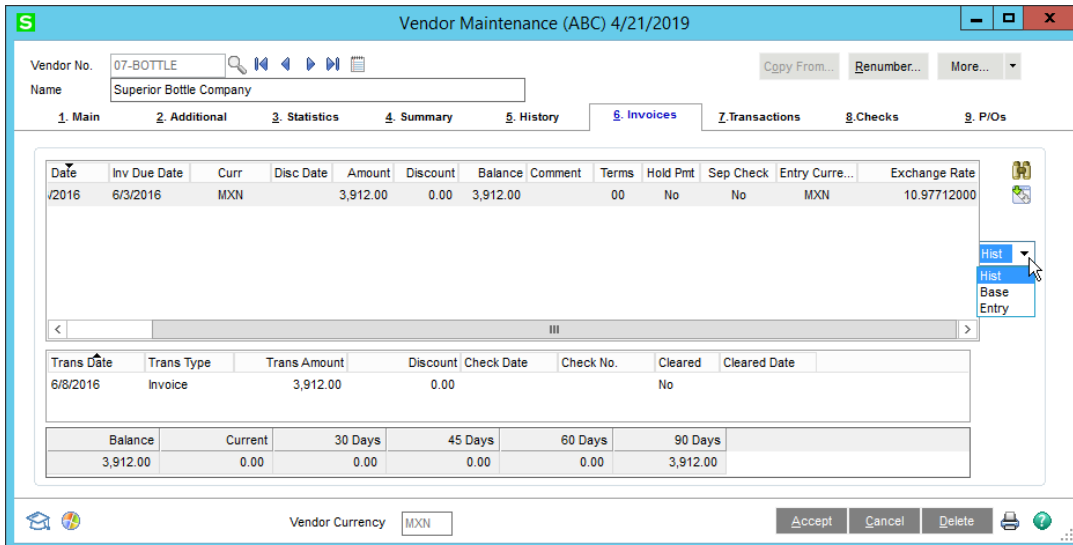 S Vendor Maintenance (ABC) 4/21/2019 x
Vendor No. 07-BOTTLE Copy From... Renumber... More...
Name Superior Bottle Company
1. Main 2. Additional 3. Statistics 4. Summary 5. History 6. Invoices 7.Transactions 8.Checks 9. P/Os
Date Inv Due Date Curr Disc Date Amount Discount Balance Comment Terms Hold Pmt Sep Check Entry Curre... Exchange Rate
/2016 6/3/2016 MXN 3,912.00 0.00 3,912.00 00 No No MXN 10.97712000
Hist
Hist
Base
Entry
Trans Date Trans Type Trans Amount Discount Check Date Check No. Cleared Cleared Date
6/8/2016 Invoice 3,912.00 0.00 No
Balance Current 30 Days 45 Days 60 Days 90 Days
3,912.00 0.00 0.00 0.00 0.00 3,912.00
Vendor Currency MXN Accept Cancel Delete